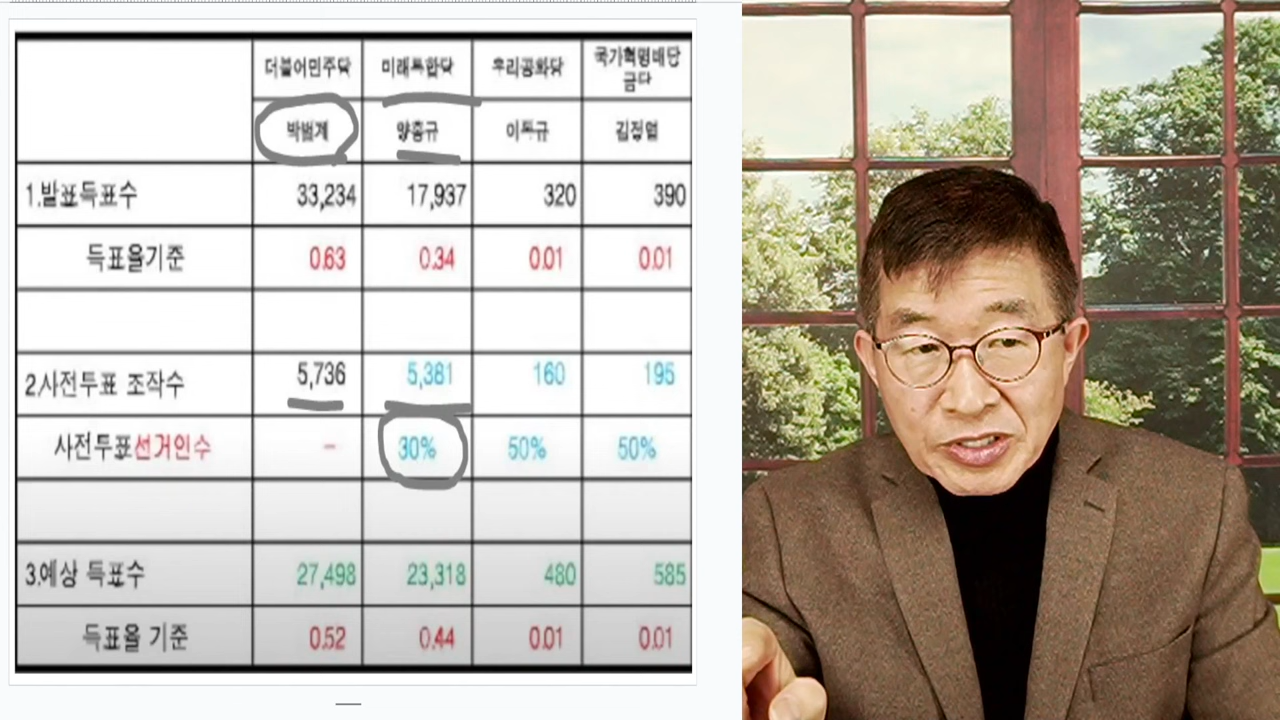 더불어민주당 미래통합당 우리공화당 국가혁명배당
금다
박범계 양홍규 이동규 김정열
1.발표득표수 33,234 17,937 320 390
득표율기준 0.63 0.34 0.01 0.01
2.사전투표 조작수 5,736 5,381 160 195
사전투표선거인수 - 30% 50% 50%
3.예상 득표수 27,498 23,318 480 585
득표율 기준 0.52 0.44 0.01 0.01